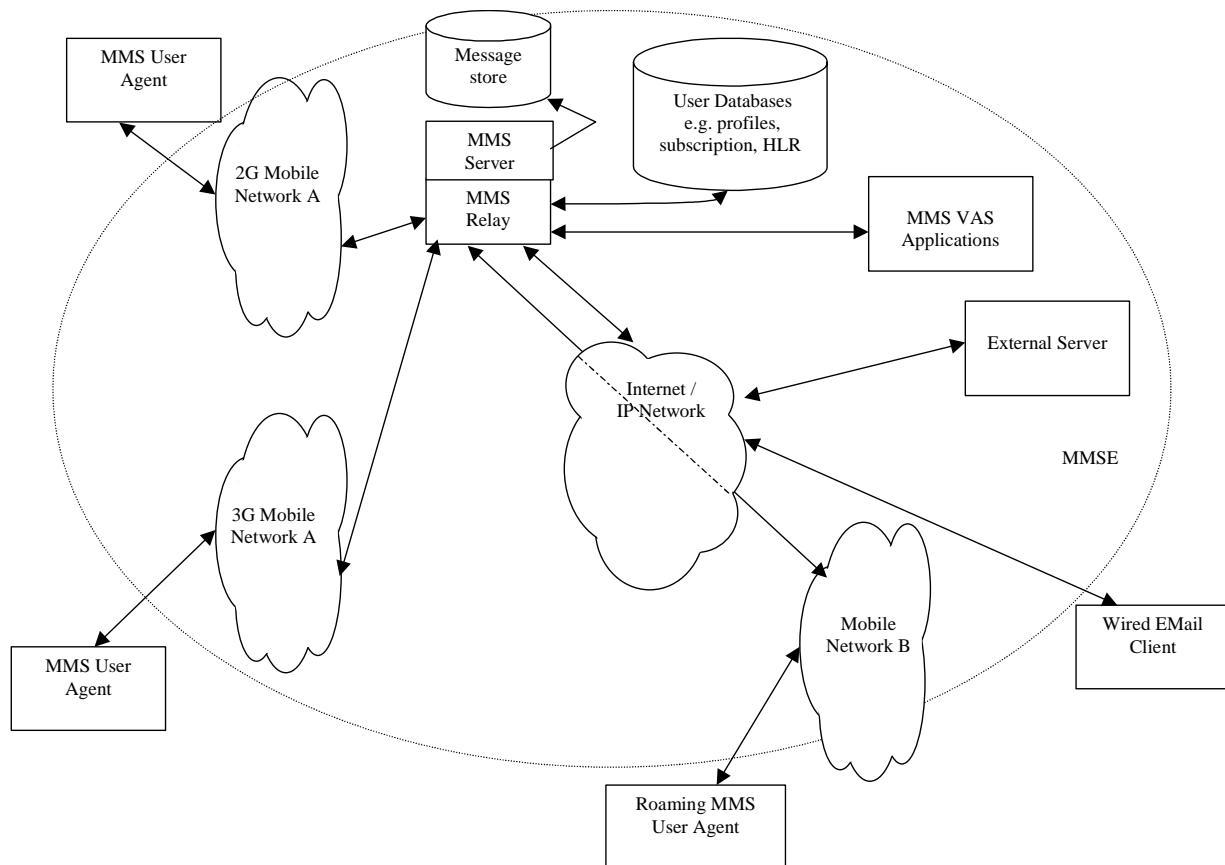 MMS User
Agent
Message
store
User Databases
e.g. profiles,
subscription, HLR
MMS
Server
MMS
Relay
2G Mobile
Network A
MMS VAS
Applications
External Server
Internet /
IP Network
MMSE
3G Mobile
Network A
Mobile
Network B
Wired EMail
Client
MMS User
Agent
Roaming MMS
User Agent